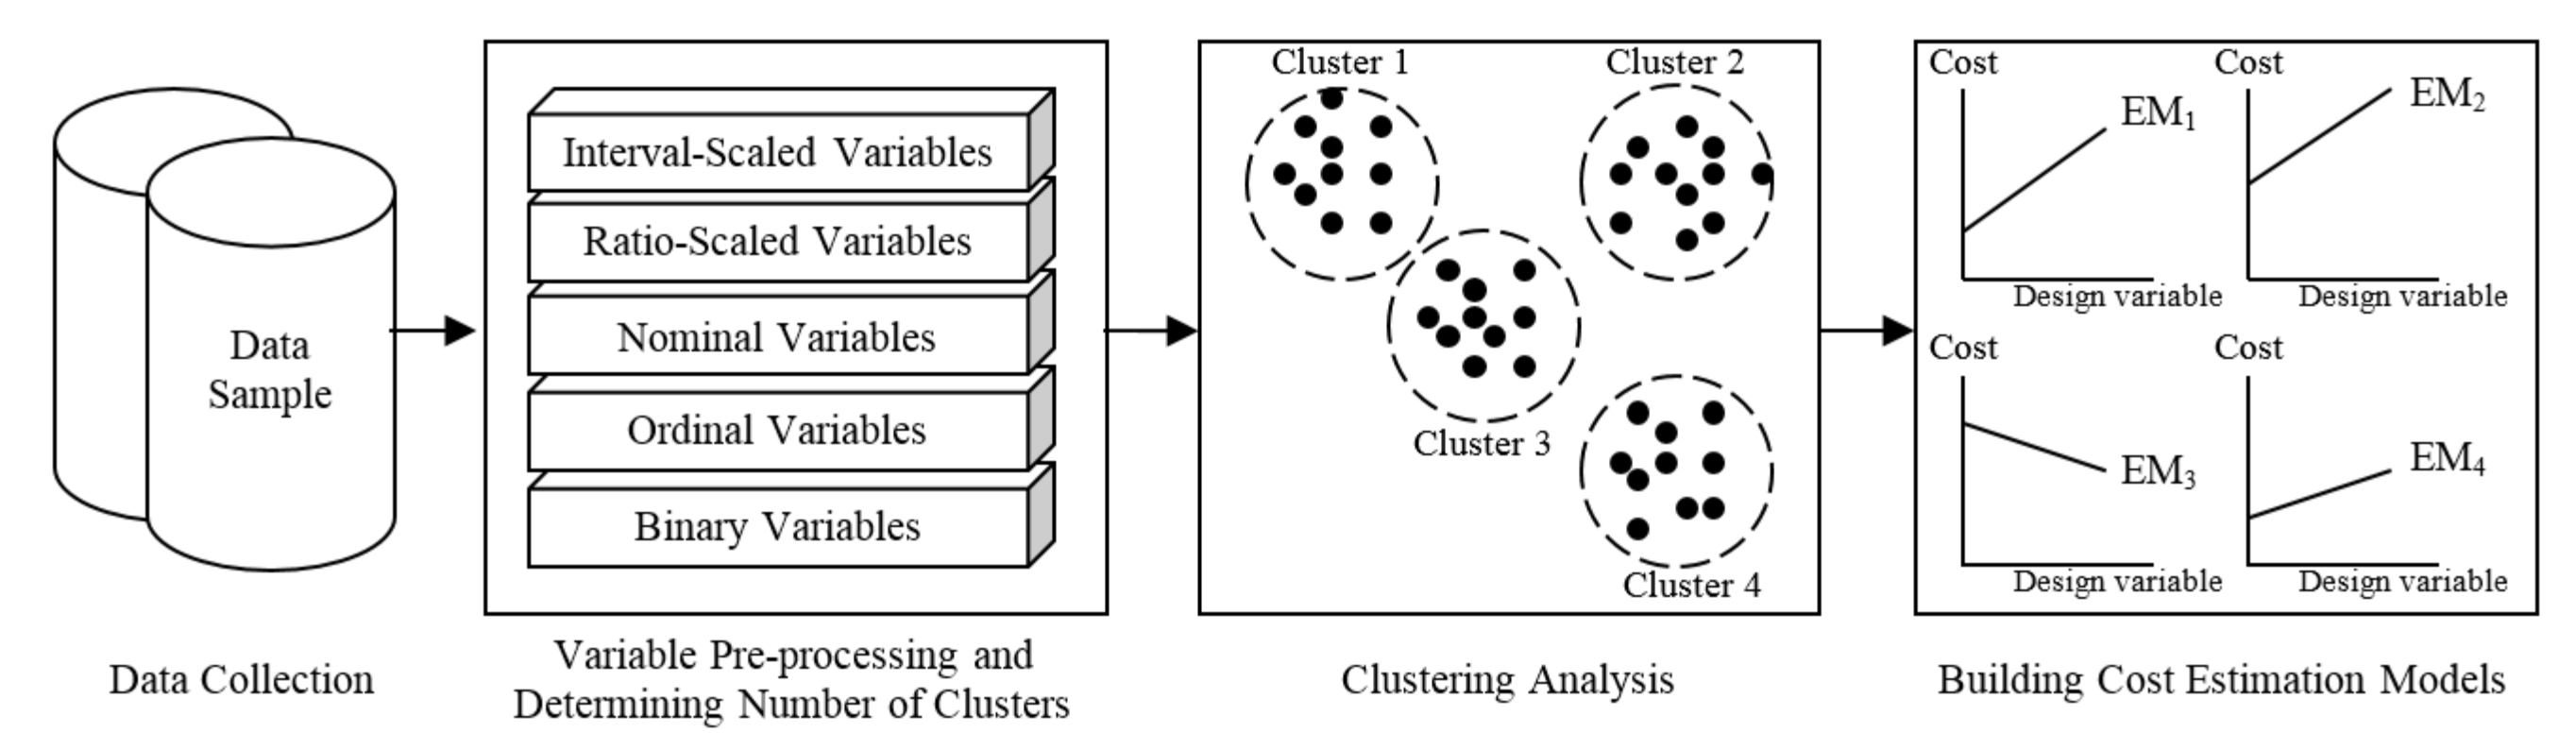 Data
Sample
Data Collection
Interval-Scaled Variables
Ratio-Scaled Variables
Nominal Variables
Ordinal Variables
Binary Variables
Variable Pre-processing and
Determining Number of Clusters
Cluster 1
Cluster 2
Cluster 3
Cluster 4
Clustering Analysis
Cost
EM₁
Design variable
Cost
EM₂
Design variable
Cost
EM₃
Design variable
Cost
EM₄
Design variable
Building Cost Estimation Models